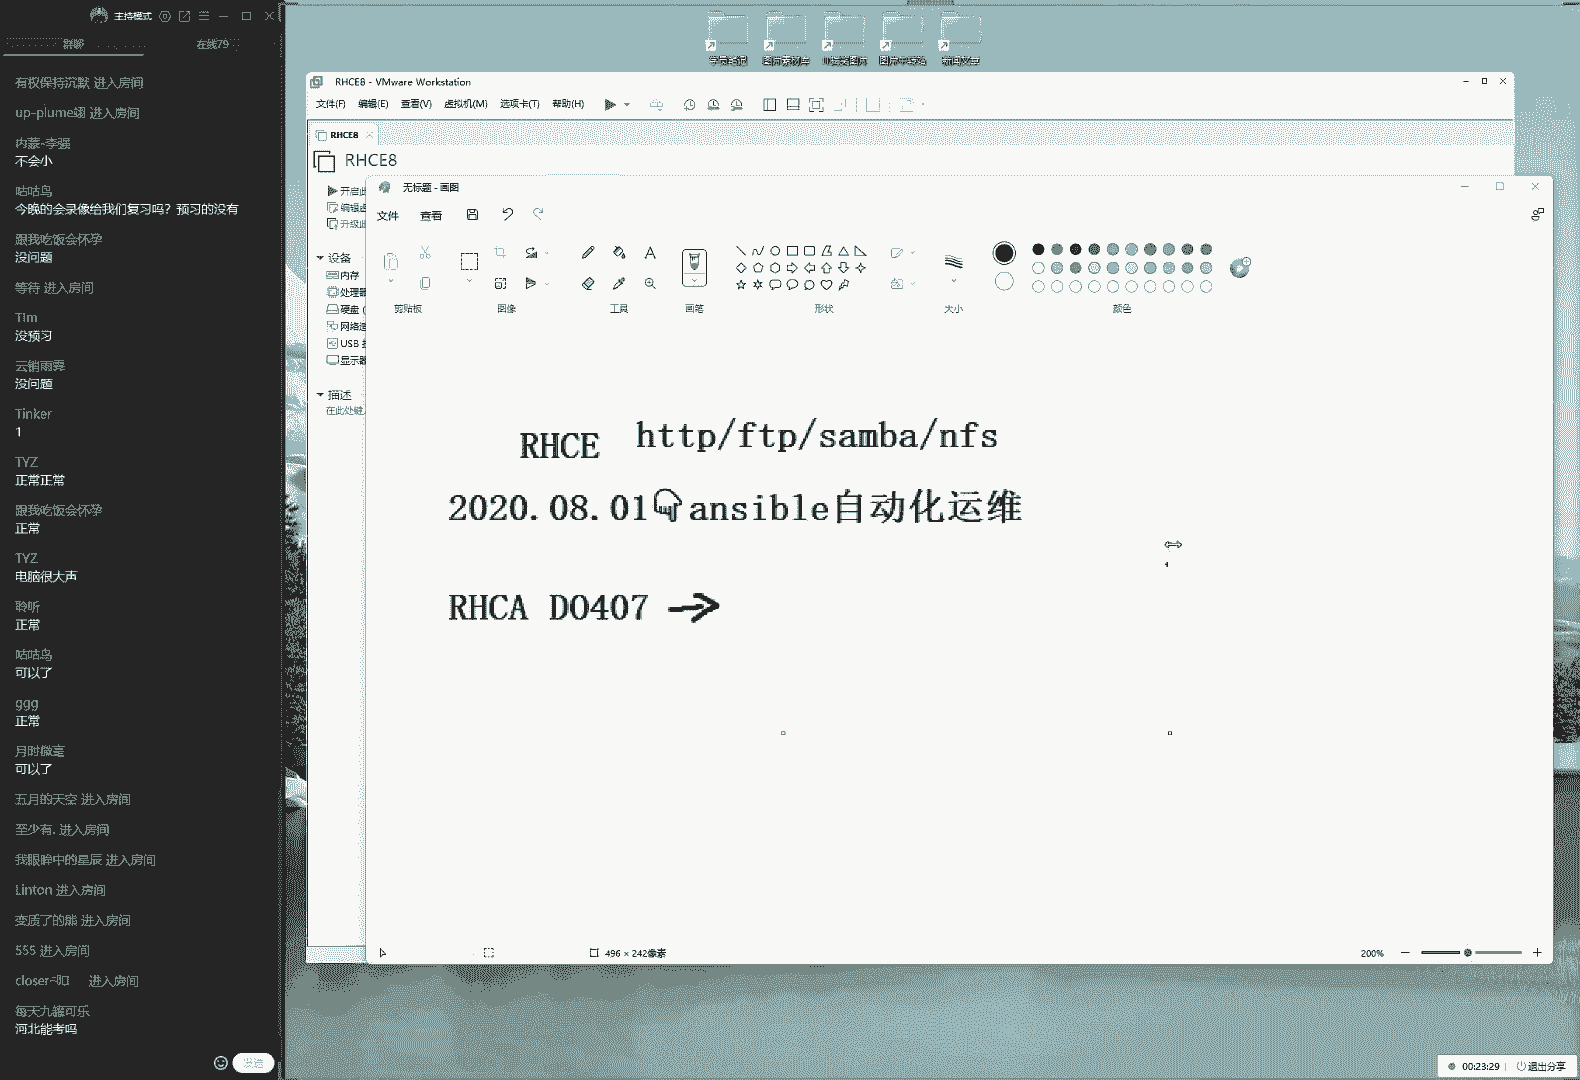 主持模式
群聊
在线79
有权保持沉默 进入房间
up-plume翊 进入房间
内蒙-李强
不会小
咕咕鸟
今晚的会录像给我们复习吗？预习的没有
跟我吃饭会怀孕
没问题
等待 进入房间
Tim
没预习
云销雨霁
没问题
Tinker
1
TYZ
正常正常
跟我吃饭会怀孕
正常
TYZ
电脑很大声
聆听
正常
咕咕鸟
可以了
ggg
正常
月时微毫
可以了
五月的天空 进入房间
至少有. 进入房间
我眼眸中的星辰 进入房间
Linton 进入房间
变质了的熊 进入房间
555 进入房间
进入房间
每天九罐可乐
河北能考吗
发送
RHCE8 - VMware Workstation
文件(F) 编辑(E) 查看(V) 虚拟机(M) 选项卡(T) 帮助(H)
RHCE8
RHCE8
开启此
编辑虚
升级此
设备
内存
处理器
硬盘 (
网络适
USB 控
显示器
描述
在此处键入
无标题 - 画图
文件 查看
剪贴板 图像 工具 画笔 形状 大小 颜色
RHCE http/ftp/samba/nfs
2020.08.01👇ansible自动化运维
RHCA DO407 →
496 × 242像素
200%
00:23:29 退出分享